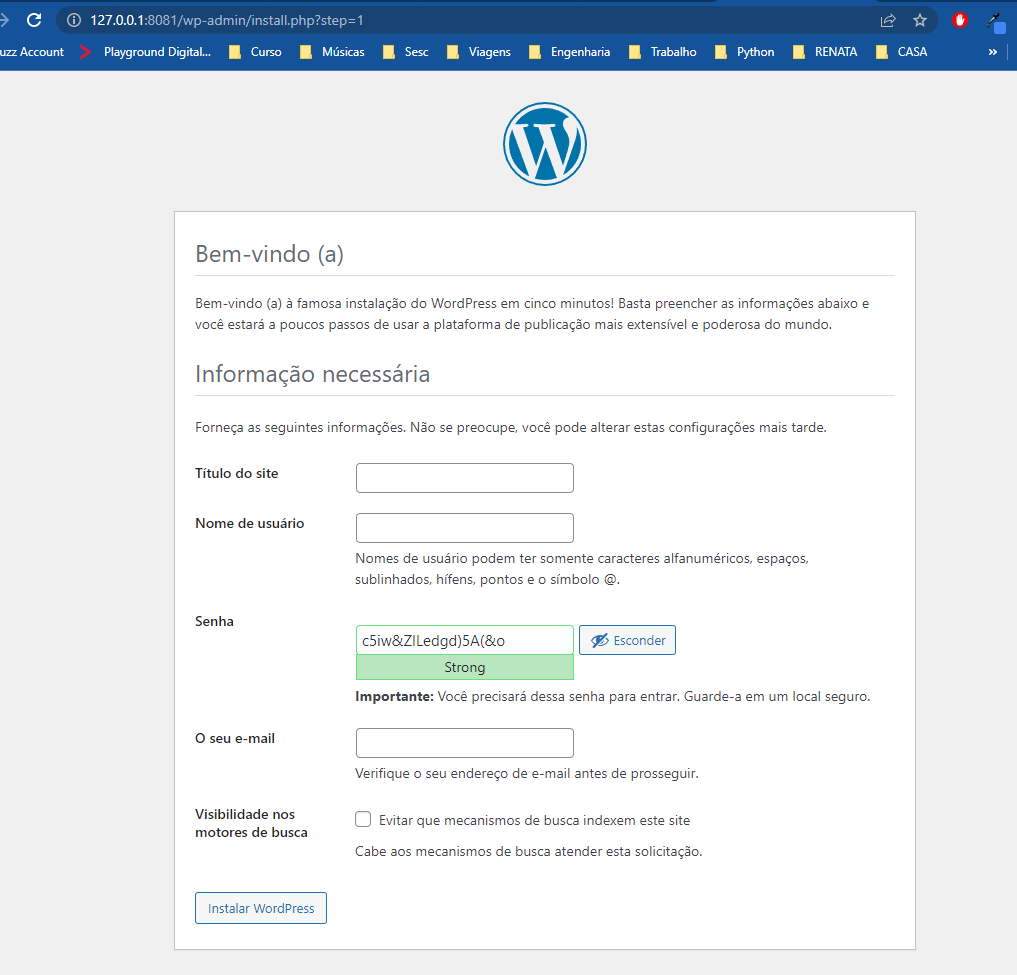 127.0.0.1:8081/wp-admin/install.php?step=1
uzz Account Playground Digital... Curso Músicas Sesc Viagens Engenharia Trabalho Python RENATA CASA »
Bem-vindo (a)
Bem-vindo (a) à famosa instalação do WordPress em cinco minutos! Basta preencher as informações abaixo e
você estará a poucos passos de usar a plataforma de publicação mais extensível e poderosa do mundo.
Informação necessária
Forneça as seguintes informações. Não se preocupe, você pode alterar estas configurações mais tarde.
Título do site
Nome de usuário
Nomes de usuário podem ter somente caracteres alfanuméricos, espaços,
sublinhados, hífens, pontos e o símbolo @.
Senha
c5iw&ZlLedgd)5A(&o Esconder
Strong
Importante: Você precisará dessa senha para entrar. Guarde-a em um local seguro.
O seu e-mail
Verifique o seu endereço de e-mail antes de prosseguir.
Visibilidade nos
motores de busca
Evitar que mecanismos de busca indexem este site
Cabe aos mecanismos de busca atender esta solicitação.
Instalar WordPress